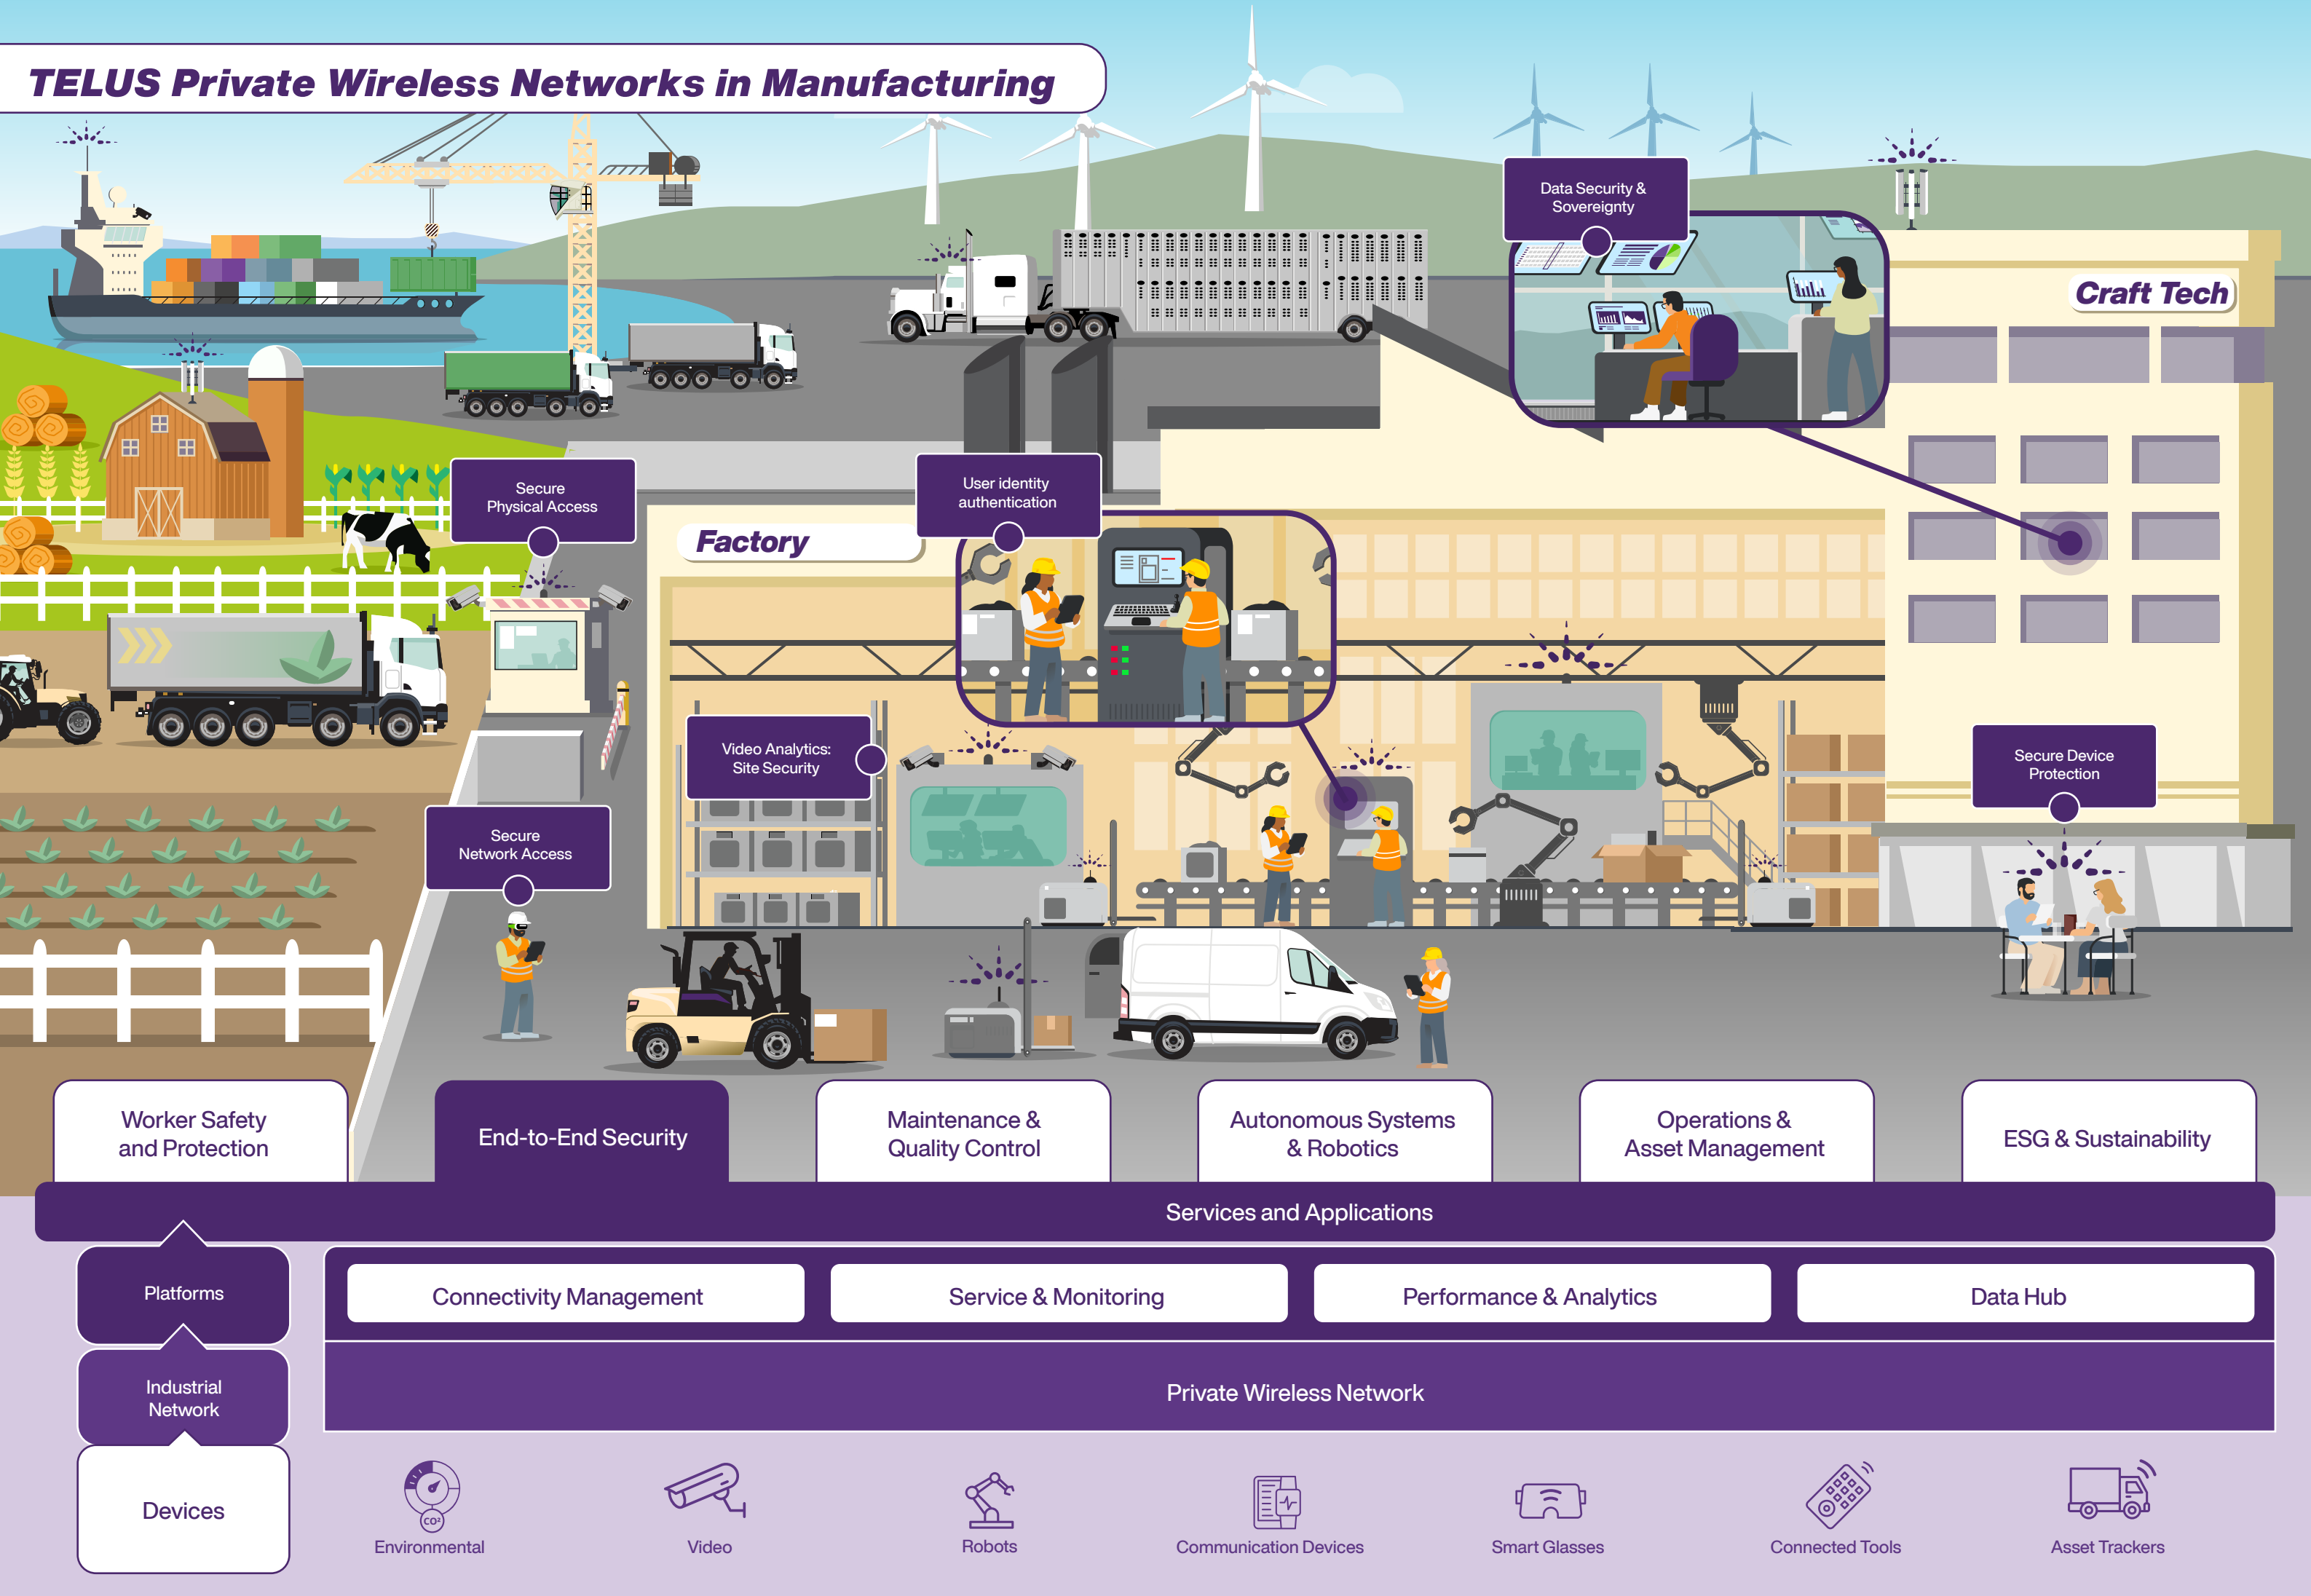 TELUS Private Wireless Networks in Manufacturing
Data Security &
Sovereignty
Craft Tech
Secure
Physical Access
User identity
authentication
Factory
Video Analytics:
Site Security
Secure Device
Protection
Secure
Network Access
Worker Safety
and Protection
End-to-End Security
Maintenance &
Quality Control
Autonomous Systems
& Robotics
Operations &
Asset Management
ESG & Sustainability
Services and Applications
Platforms
Connectivity Management
Service & Monitoring
Performance & Analytics
Data Hub
Industrial
Network
Private Wireless Network
Devices
CO²
Environmental
Video
Robots
Communication Devices
Smart Glasses
Connected Tools
Asset Trackers